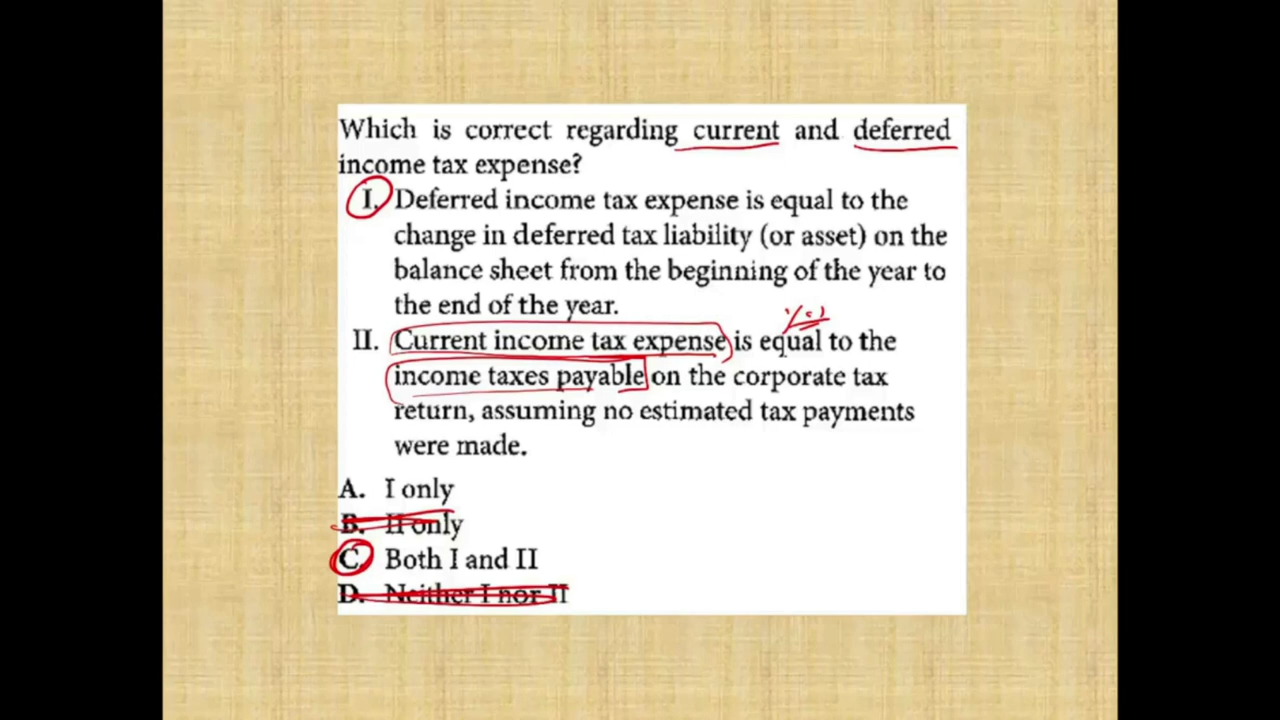 Which is correct regarding current and deferred
income tax expense?
I. Deferred income tax expense is equal to the
change in deferred tax liability (or asset) on the
balance sheet from the beginning of the year to
the end of the year.
II. Current income tax expense is equal to the
income taxes payable on the corporate tax
return, assuming no estimated tax payments
were made.
A. I only
B. II only
C. Both I and II
D. Neither I nor II